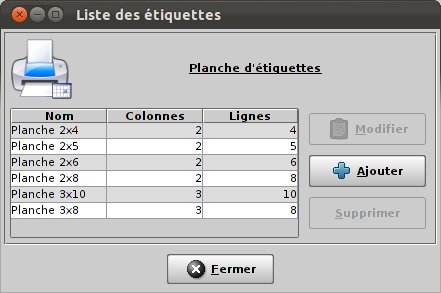 Liste des étiquettes
Planche d'étiquettes
Nom Colonnes Lignes
Planche 2x4 2 4
Planche 2x5 2 5
Planche 2x6 2 6
Planche 2x8 2 8
Planche 3x10 3 10
Planche 3x8 3 8
Modifier
Ajouter
Supprimer
Fermer